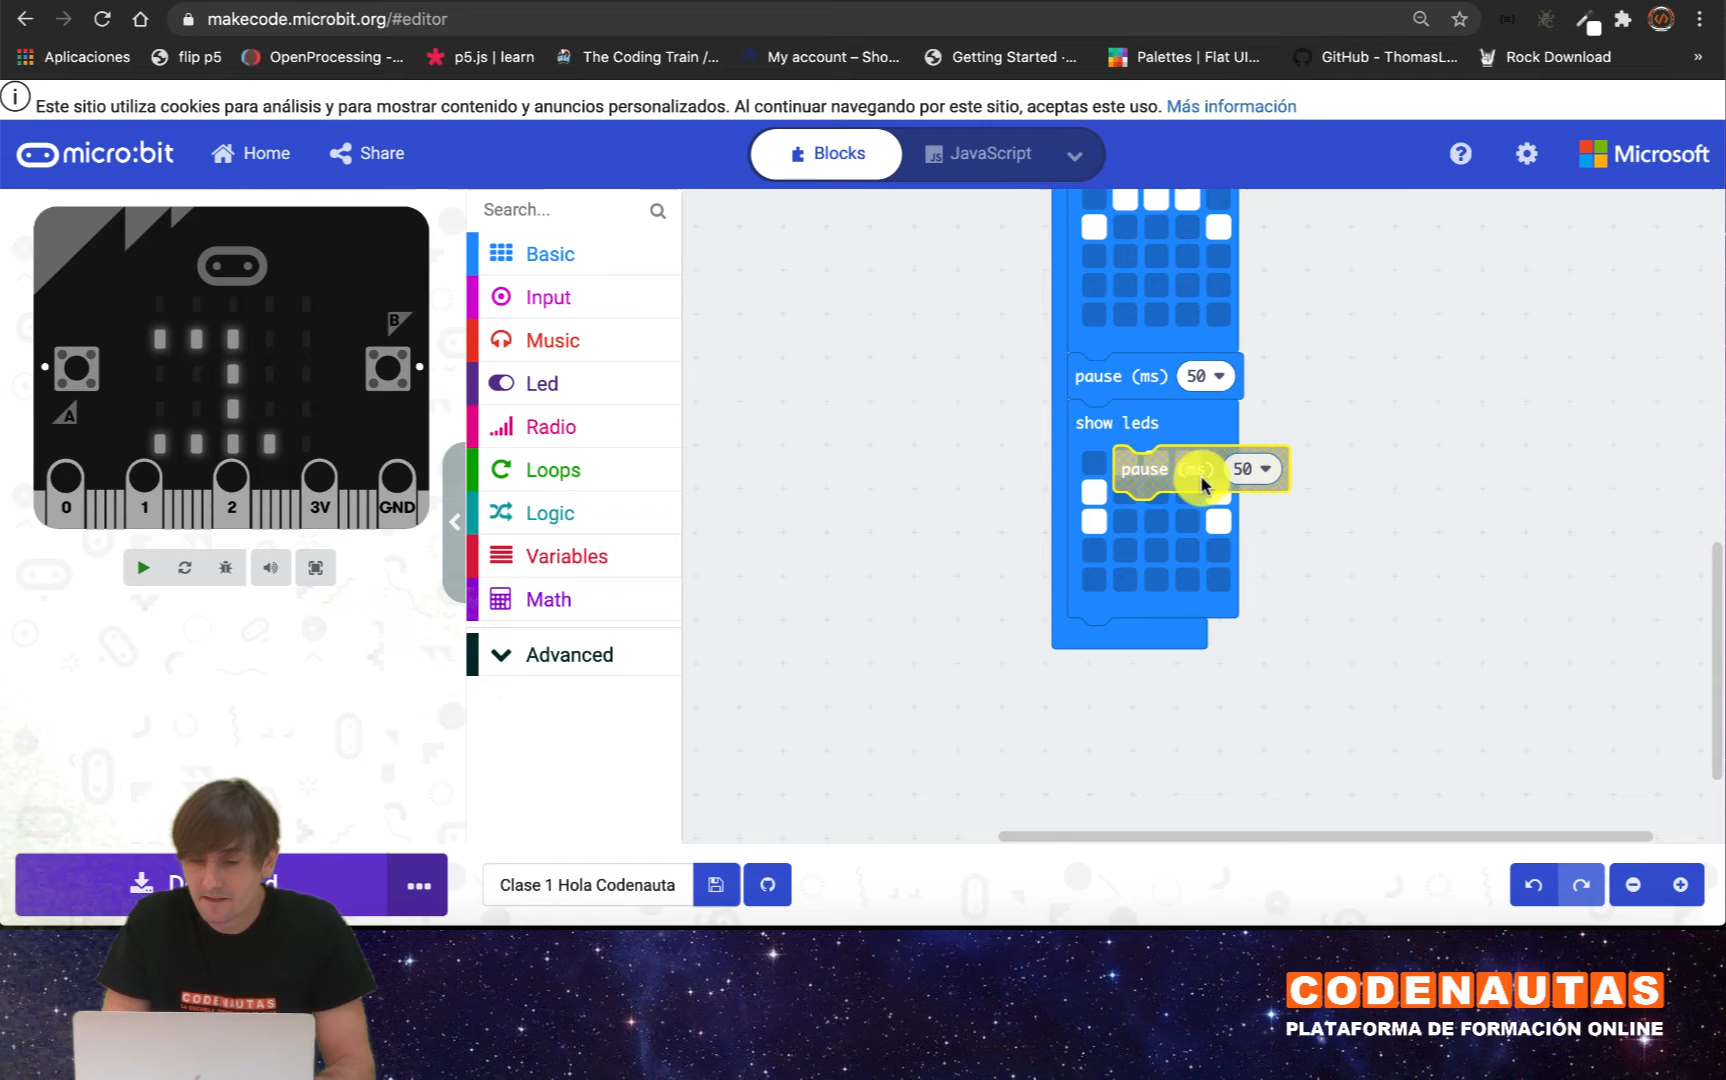 makecode.microbit.org/#editor
Aplicaciones
flip p5
OpenProcessing -...
p5.js | learn
The Coding Train /...
My account – Sho...
Getting Started -...
Palettes | Flat UI...
GitHub - ThomasL...
Rock Download
»
Este sitio utiliza cookies para análisis y para mostrar contenido y anuncios personalizados. Al continuar navegando por este sitio, aceptas este uso. Más información
micro:bit
Home
Share
Blocks
JS JavaScript
Microsoft
Search...
Basic
Input
Music
Led
Radio
Loops
Logic
Variables
Math
Advanced
A
B
0
1
2
3V
GND
pause (ms) 50
show leds
pause (ms) 50
Clase 1 Hola Codenauta
CODENAUTAS
CODENAUTAS
PLATAFORMA DE FORMACIÓN ONLINE